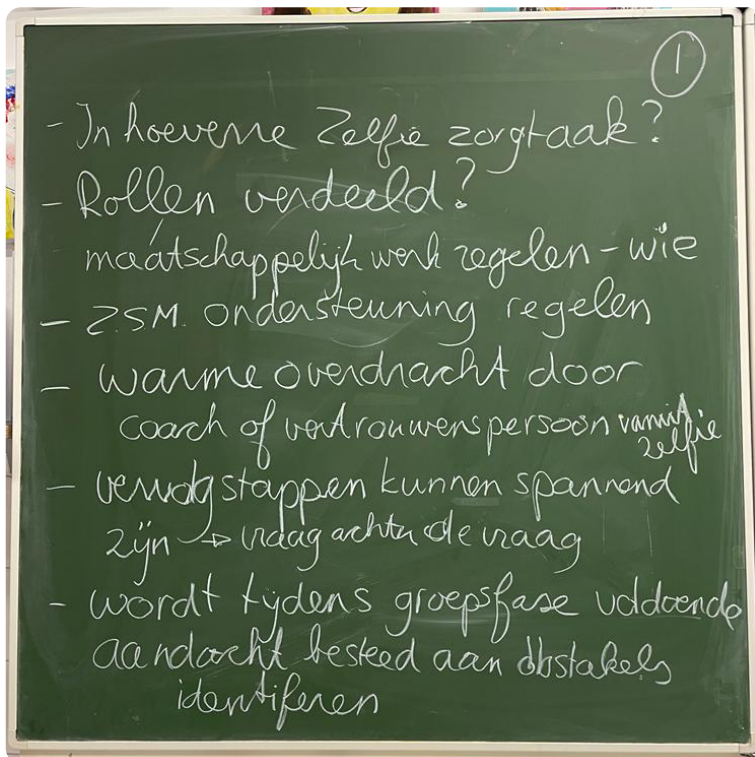 1
- In hoeverre Zelfie zorgtaak?
- Rollen verdeeld?
maatschappelijk werk regelen - wie
- Z.S.M. ondersteuning regelen
- warme overdracht door
coach of vertrouwenspersoon vanuit
zelfie
- vervolgstappen kunnen spannend
zijn → vraag achter de vraag
- wordt tijdens groepsfase voldoende
aandacht besteed aan obstakels
identiferen